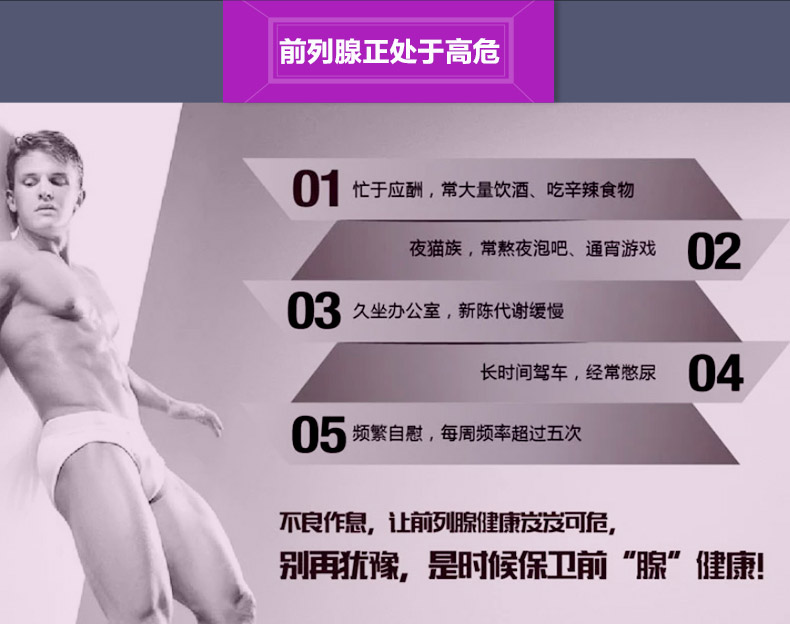 前列腺正处于高危
01 忙于应酬，常大量饮酒、吃辛辣食物
夜猫族，常熬夜泡吧、通宵游戏 02
03 久坐办公室，新陈代谢缓慢
长时间驾车，经常憋尿 04
05 频繁自慰，每周频率超过五次
不良作息，让前列腺健康岌岌可危，
别再犹豫，是时候保卫前“腺”健康！